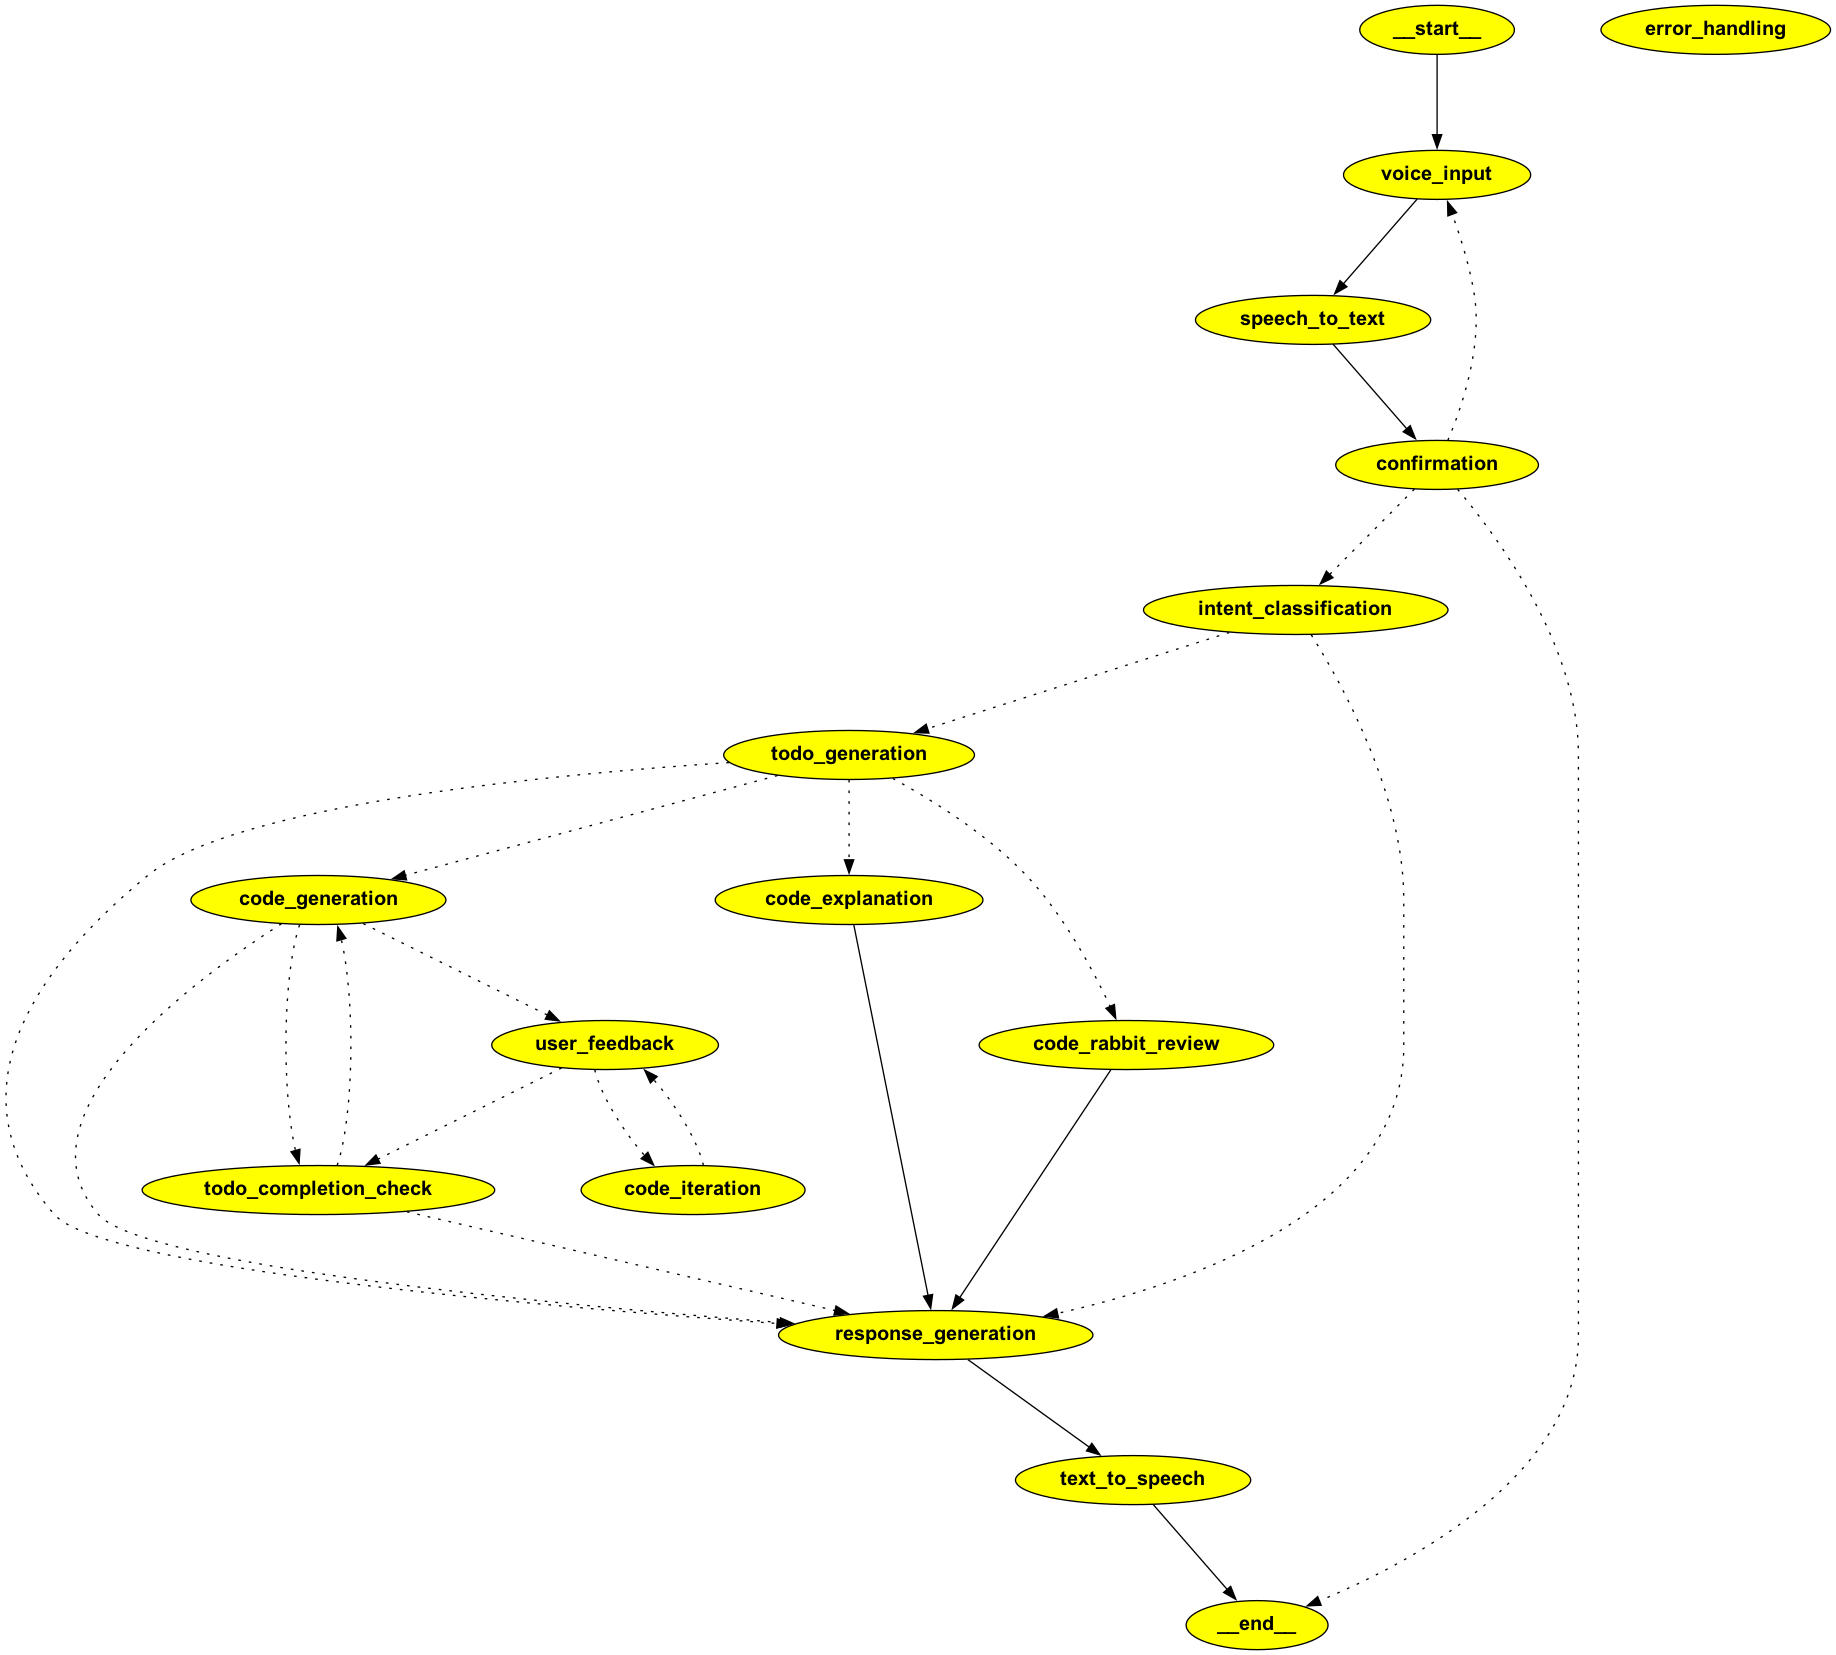 __start__
error_handling
voice_input
speech_to_text
confirmation
intent_classification
todo_generation
code_generation
code_explanation
user_feedback
code_rabbit_review
todo_completion_check
code_iteration
response_generation
text_to_speech
__end__